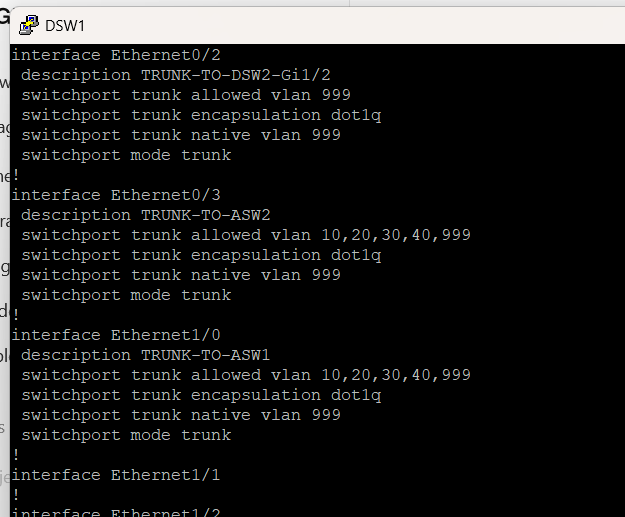 DSW1
interface Ethernet0/2
 description TRUNK-TO-DSW2-Gi1/2
 switchport trunk allowed vlan 999
 switchport trunk encapsulation dot1q
 switchport trunk native vlan 999
 switchport mode trunk
!
interface Ethernet0/3
 description TRUNK-TO-ASW2
 switchport trunk allowed vlan 10,20,30,40,999
 switchport trunk encapsulation dot1q
 switchport trunk native vlan 999
 switchport mode trunk
!
interface Ethernet1/0
 description TRUNK-TO-ASW1
 switchport trunk allowed vlan 10,20,30,40,999
 switchport trunk encapsulation dot1q
 switchport trunk native vlan 999
 switchport mode trunk
!
interface Ethernet1/1
!
interface Ethernet1/2